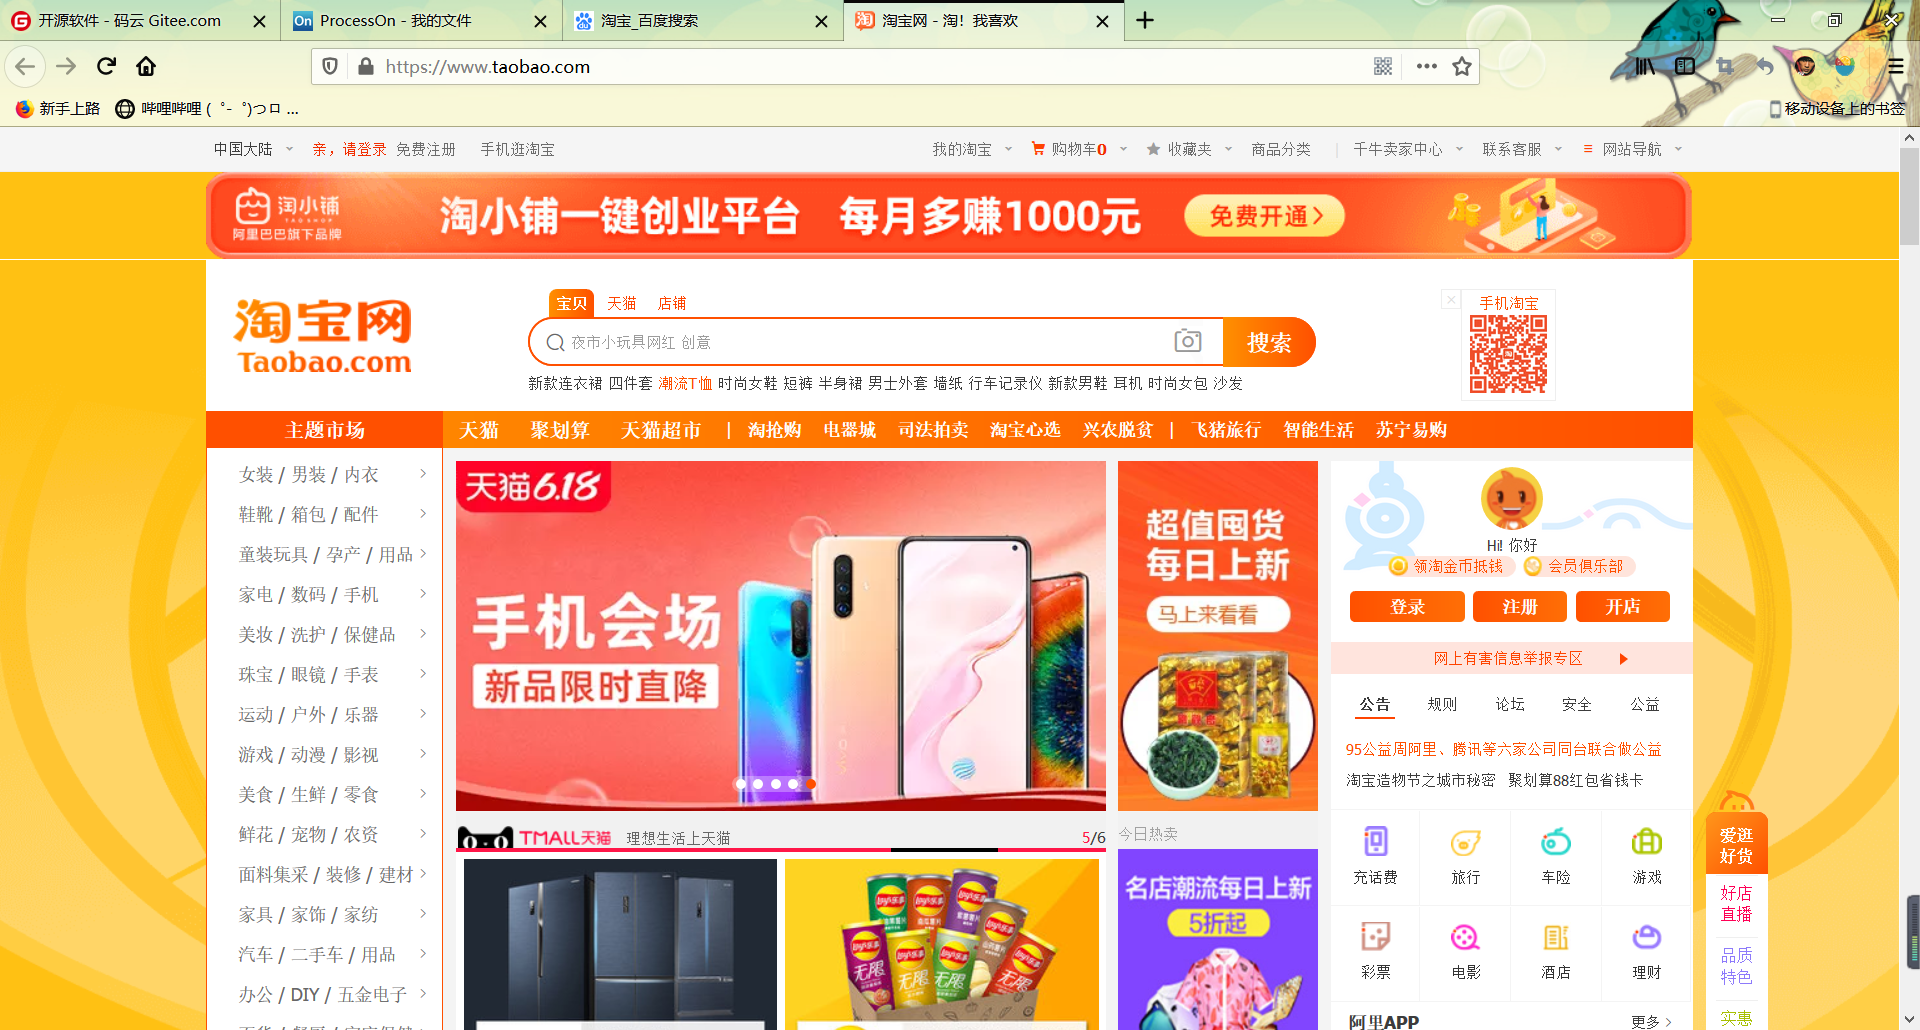 开源软件 - 码云 Gitee.com
ProcessOn - 我的文件
淘宝_百度搜索
淘宝网 - 淘！我喜欢
https://www.taobao.com
新手上路
哔哩哔哩 ( ゜- ゜)つロ ...
移动设备上的书签
中国大陆 亲，请登录 免费注册 手机逛淘宝
我的淘宝 购物车0 收藏夹 商品分类 | 千牛卖家中心 联系客服 网站导航
淘小铺
TAOSHOP
阿里巴巴旗下品牌
淘小铺一键创业平台 每月多赚1000元
免费开通 >
淘宝网
Taobao.com
宝贝 天猫 店铺
夜市小玩具网红 创意
搜索
新款连衣裙 四件套 潮流T恤 时尚女鞋 短裤 半身裙 男士外套 墙纸 行车记录仪 新款男鞋 耳机 时尚女包 沙发
手机淘宝
主题市场
天猫 聚划算 天猫超市 | 淘抢购 电器城 司法拍卖 淘宝心选 兴农脱贫 | 飞猪旅行 智能生活 苏宁易购
女装 / 男装 / 内衣
鞋靴 / 箱包 / 配件
童装玩具 / 孕产 / 用品
家电 / 数码 / 手机
美妆 / 洗护 / 保健品
珠宝 / 眼镜 / 手表
运动 / 户外 / 乐器
游戏 / 动漫 / 影视
美食 / 生鲜 / 零食
鲜花 / 宠物 / 农资
面料集采 / 装修 / 建材
家具 / 家饰 / 家纺
汽车 / 二手车 / 用品
办公 / DIY / 五金电子
天猫6.18
手机会场
新品限时直降
TMALL天猫 理想生活上天猫
5/6
乐事
无限
无限
无限
无限
超值囤货
每日上新
马上来看看
今日热卖
名店潮流每日上新
5折起
Hi! 你好
领淘金币抵钱
会员俱乐部
登录 注册 开店
网上有害信息举报专区
公告 规则 论坛 安全 公益
95公益周阿里、腾讯等六家公司同台联合做公益
淘宝造物节之城市秘密 聚划算88红包省钱卡
充话费 旅行 车险 游戏
彩票 电影 酒店 理财
阿里APP
更多 >
爱逛
好货
好店
直播
品质
特色
实惠